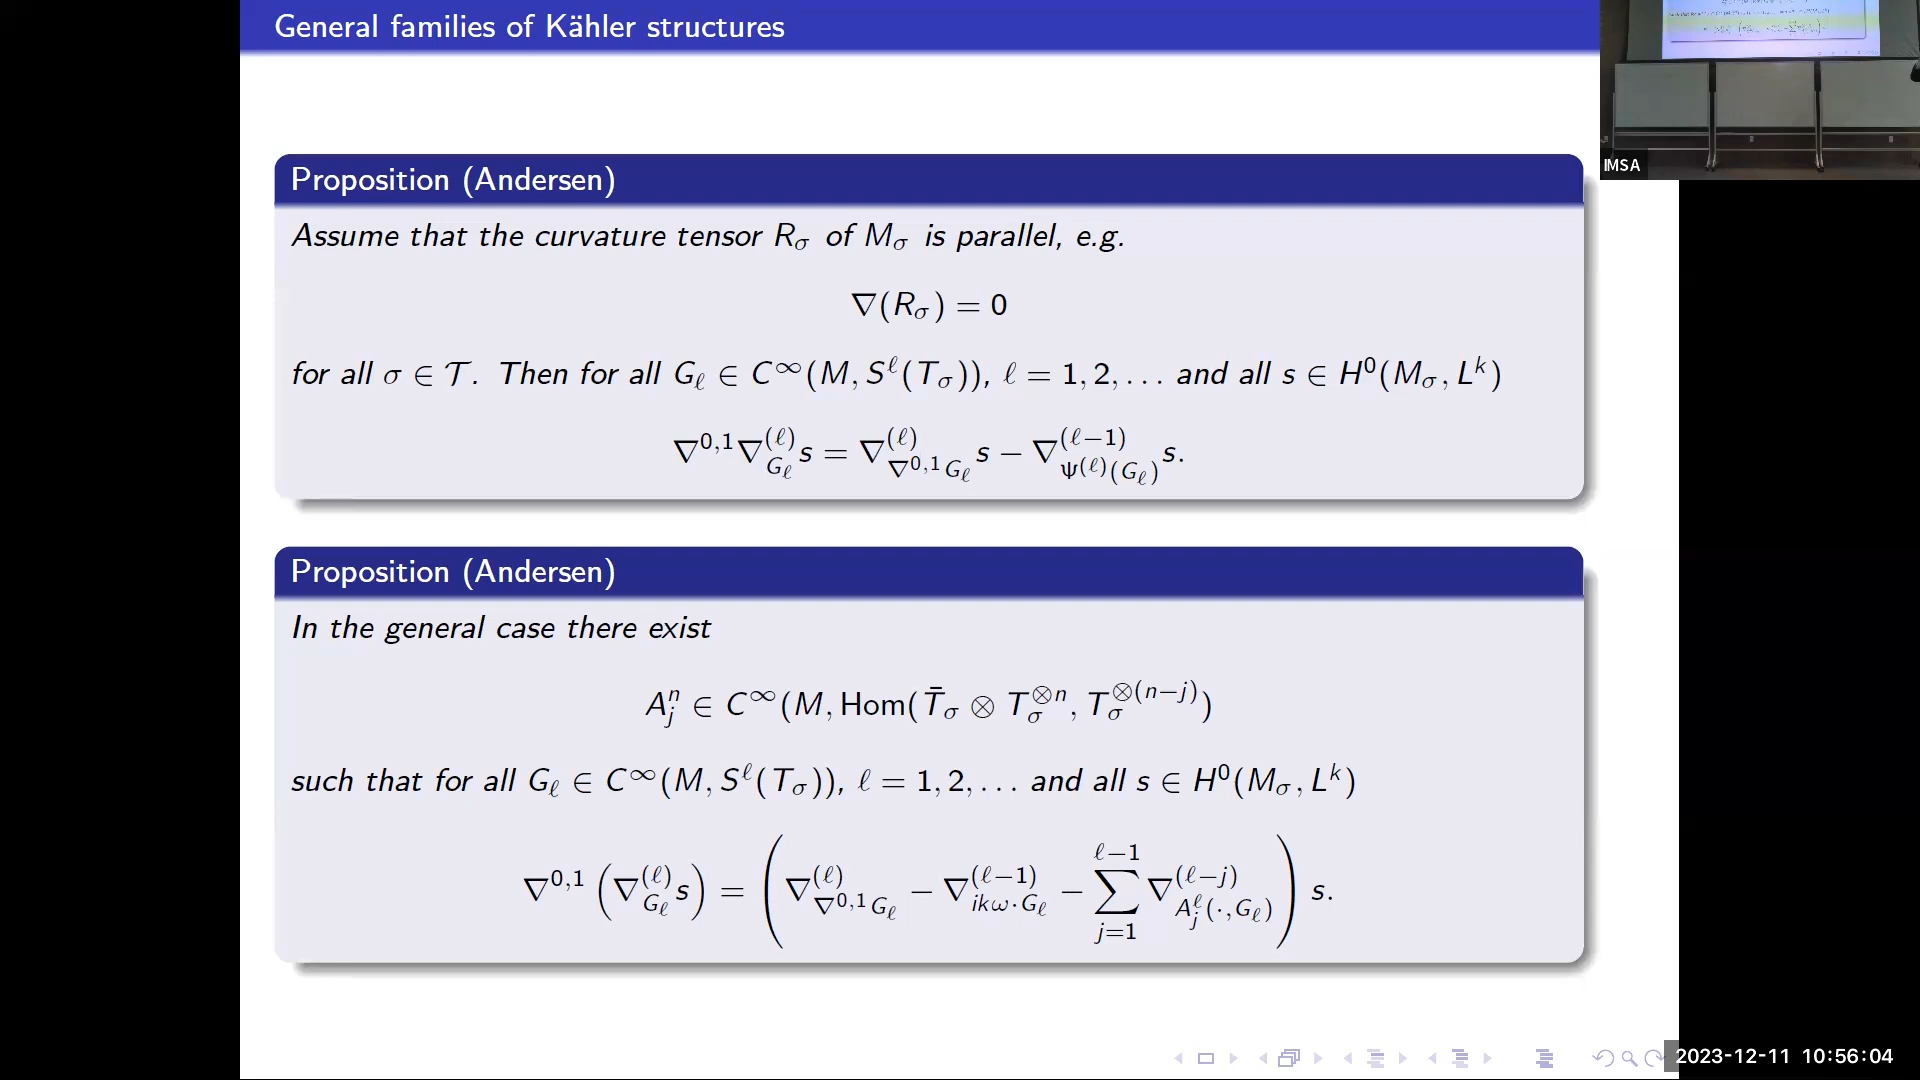 General families of Kähler structures
Proposition (Andersen)
Assume that the curvature tensor R_σ of M_σ is parallel, e.g.
∇(R_σ) = 0
for all σ ∈ 𝒯. Then for all G_ℓ ∈ C^∞(M, S^ℓ(T_σ)), ℓ = 1, 2, . . . and all s ∈ H^0(M_σ, L^k)
∇^{0,1}∇^{(ℓ)}_{G_ℓ} s = ∇^{(ℓ)}_{∇^{0,1}G_ℓ} s − ∇^{(ℓ−1)}_{Ψ^{(ℓ)}(G_ℓ)} s.
Proposition (Andersen)
In the general case there exist
A^n_j ∈ C^∞(M, Hom(T̄_σ ⊗ T_σ^{⊗n}, T_σ^{⊗(n−j)})
such that for all G_ℓ ∈ C^∞(M, S^ℓ(T_σ)), ℓ = 1, 2, . . . and all s ∈ H^0(M_σ, L^k)
∇^{0,1} (∇^{(ℓ)}_{G_ℓ} s) = (∇^{(ℓ)}_{∇^{0,1}G_ℓ} − ∇^{(ℓ−1)}_{ikω·G_ℓ} − ∑_{j=1}^{ℓ−1} ∇^{(ℓ−j)}_{A^ℓ_j(·,G_ℓ)}) s.
IMSA
2023-12-11 10:56:04